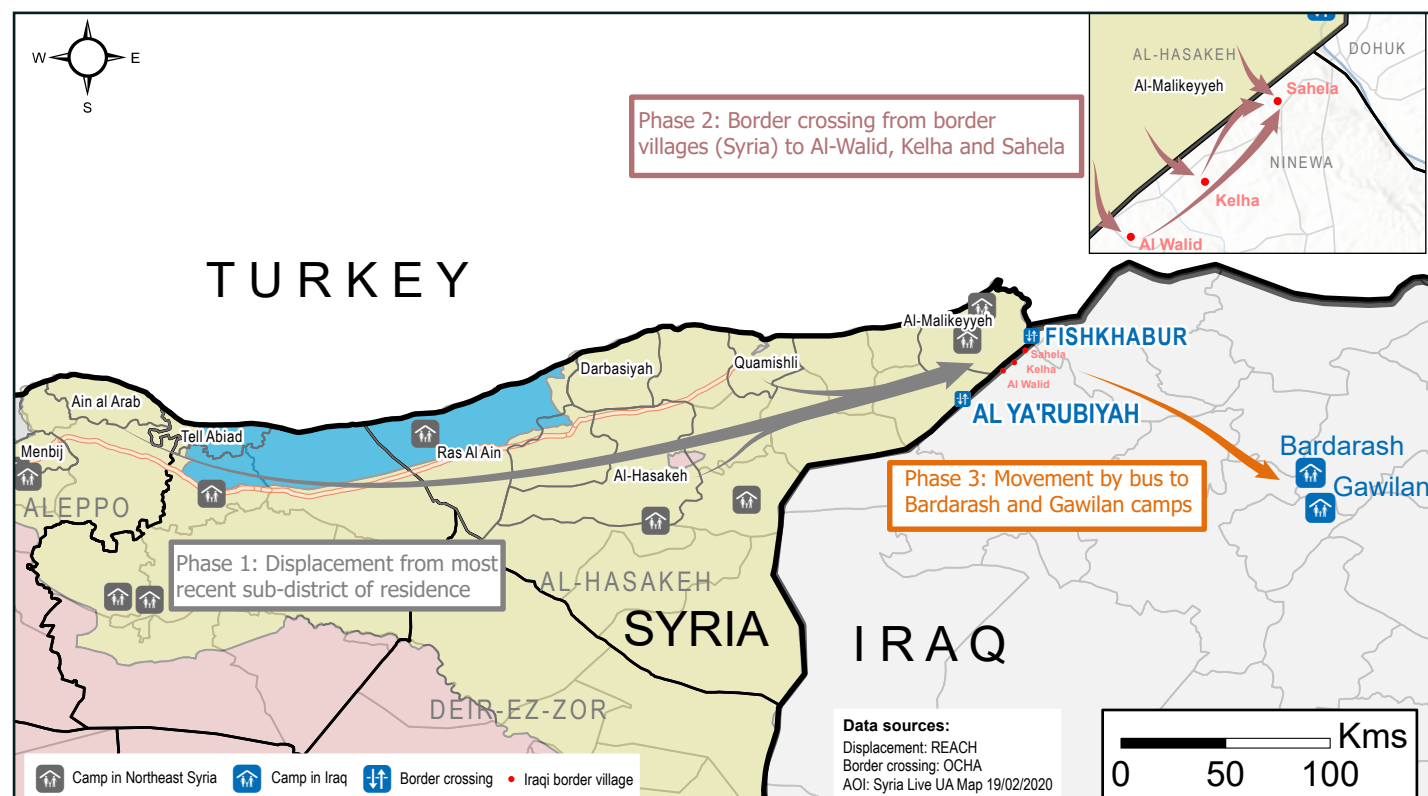 W
E
S
AL-HASAKEH
DOHUK
Al-Malikeyyeh
Sahela
NINEWA
Kelha
Al Walid
Phase 2: Border crossing from border
villages (Syria) to Al-Walid, Kelha and Sahela
TURKEY
Al-Malikeyyeh
FISHKHABUR
Sahela
Kelha
Al Walid
Quamishli
Darbasiyah
AL YA'RUBIYAH
Ain al Arab
Tell Abiad
Menbij
Ras Al Ain
Al-Hasakeh
Bardarash
Gawilan
Phase 3: Movement by bus to
Bardarash and Gawilan camps
ALEPPO
Phase 1: Displacement from most
recent sub-district of residence
AL-HASAKEH
SYRIA
IRAQ
DEIR-EZ-ZOR
Data sources:
Displacement: REACH
Border crossing: OCHA
AOI: Syria Live UA Map 19/02/2020
Kms
0 50 100
Camp in Northeast Syria
Camp in Iraq
Border crossing
Iraqi border village